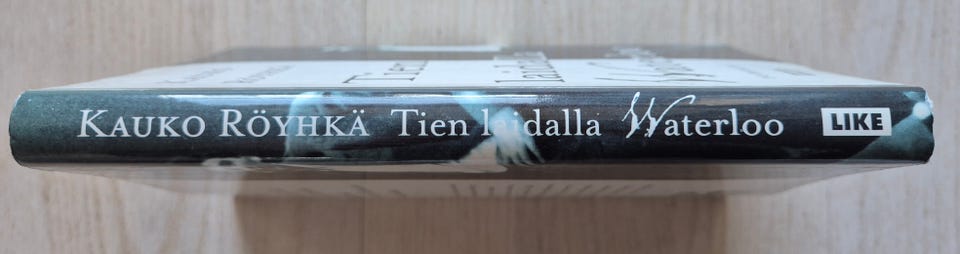 KAUKO RÖYHKÄ Tien laidalla Waterloo LIKE